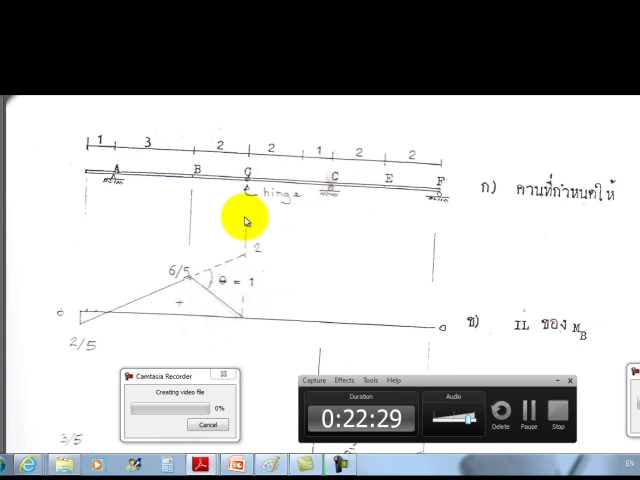 1 3 2 2 1 2 2
A B G C E F
hinge
ก) คานที่กำหนดให้
2
6/5 θ = 1
+
0 0
2/5
ข) IL ของ M_B
3/5
Camtasia Recorder
Creating video file
0%
Cancel
Capture Effects Tools Help
Duration Audio
0:22:29
Delete Pause Stop
EN